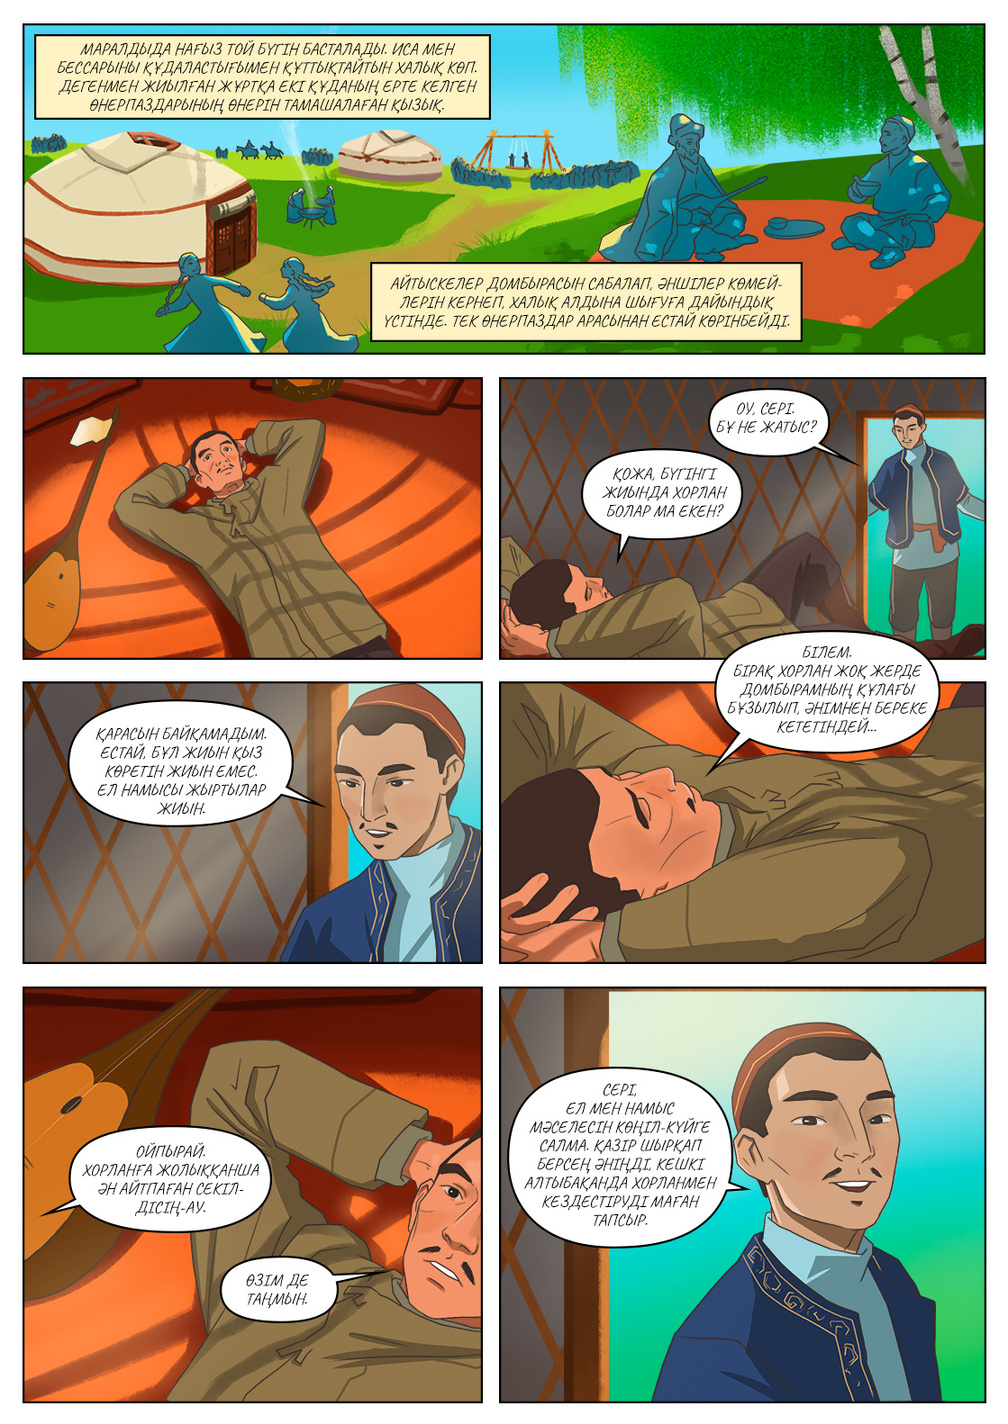 МАРАЛДЫДА НАҒЫЗ ТОЙ БҮГІН БАСТАЛАДЫ. ИСА МЕН
БЕССАРЫНЫ ҚҰДАЛАСТЫҒЫМЕН ҚҰТТЫҚТАЙТЫН ХАЛЫҚ КӨП.
ДЕГЕНМЕН ЖИЫЛҒАН ЖҰРТҚА ЕКІ ҚҰДАНЫҢ ЕРТЕ КЕЛГЕН
ӨНЕРПАЗДАРЫНЫҢ ӨНЕРІН ТАМАШАЛАҒАН ҚЫЗЫҚ.
АЙТЫСКЕЛЕР ДОМБЫРАСЫН САБАЛАП, ӘНШІЛЕР КӨМЕЙ-
ЛЕРІН КЕРНЕП, ХАЛЫҚ АЛДЫНА ШЫҒУҒА ДАЙЫНДЫҚ
ҮСТІНДЕ. ТЕК ӨНЕРПАЗДАР АРАСЫНАН ЕСТАЙ КӨРІНБЕЙДІ.
ОУ, СЕРІ.
БҰ НЕ ЖАТЫС?
ҚОЖА, БҮГІНГІ
ЖИЫНДА ХОРЛАН
БОЛАР МА ЕКЕН?
ҚАРАСЫН БАЙҚАМАДЫМ.
ЕСТАЙ, БҰЛ ЖИЫН ҚЫЗ
КӨРЕТІН ЖИЫН ЕМЕС.
ЕЛ НАМЫСЫ ЖЫРТЫЛАР
ЖИЫН.
БІЛЕМ.
БІРАҚ ХОРЛАН ЖОҚ ЖЕРДЕ
ДОМБЫРАМНЫҢ ҚҰЛАҒЫ
БҰЗЫЛЫП, ӘНІМНЕН БЕРЕКЕ
КЕТЕТІНДЕЙ...
ОЙПЫРАЙ.
ХОРЛАНҒА ЖОЛЫҚҚАНША
ӘН АЙТПАҒАН СЕКІЛ-
ДІСІҢ-АУ.
ӨЗІМ ДЕ
ТАҢМЫН.
СЕРІ,
ЕЛ МЕН НАМЫС
МӘСЕЛЕСІН КӨҢІЛ-КҮЙГЕ
САЛМА. ҚАЗІР ШЫРҚАП
БЕРСЕҢ ӘНІҢДІ, КЕШКІ
АЛТЫБАҚАНДА ХОРЛАНМЕН
КЕЗДЕСТІРУДІ МАҒАН
ТАПСЫР.